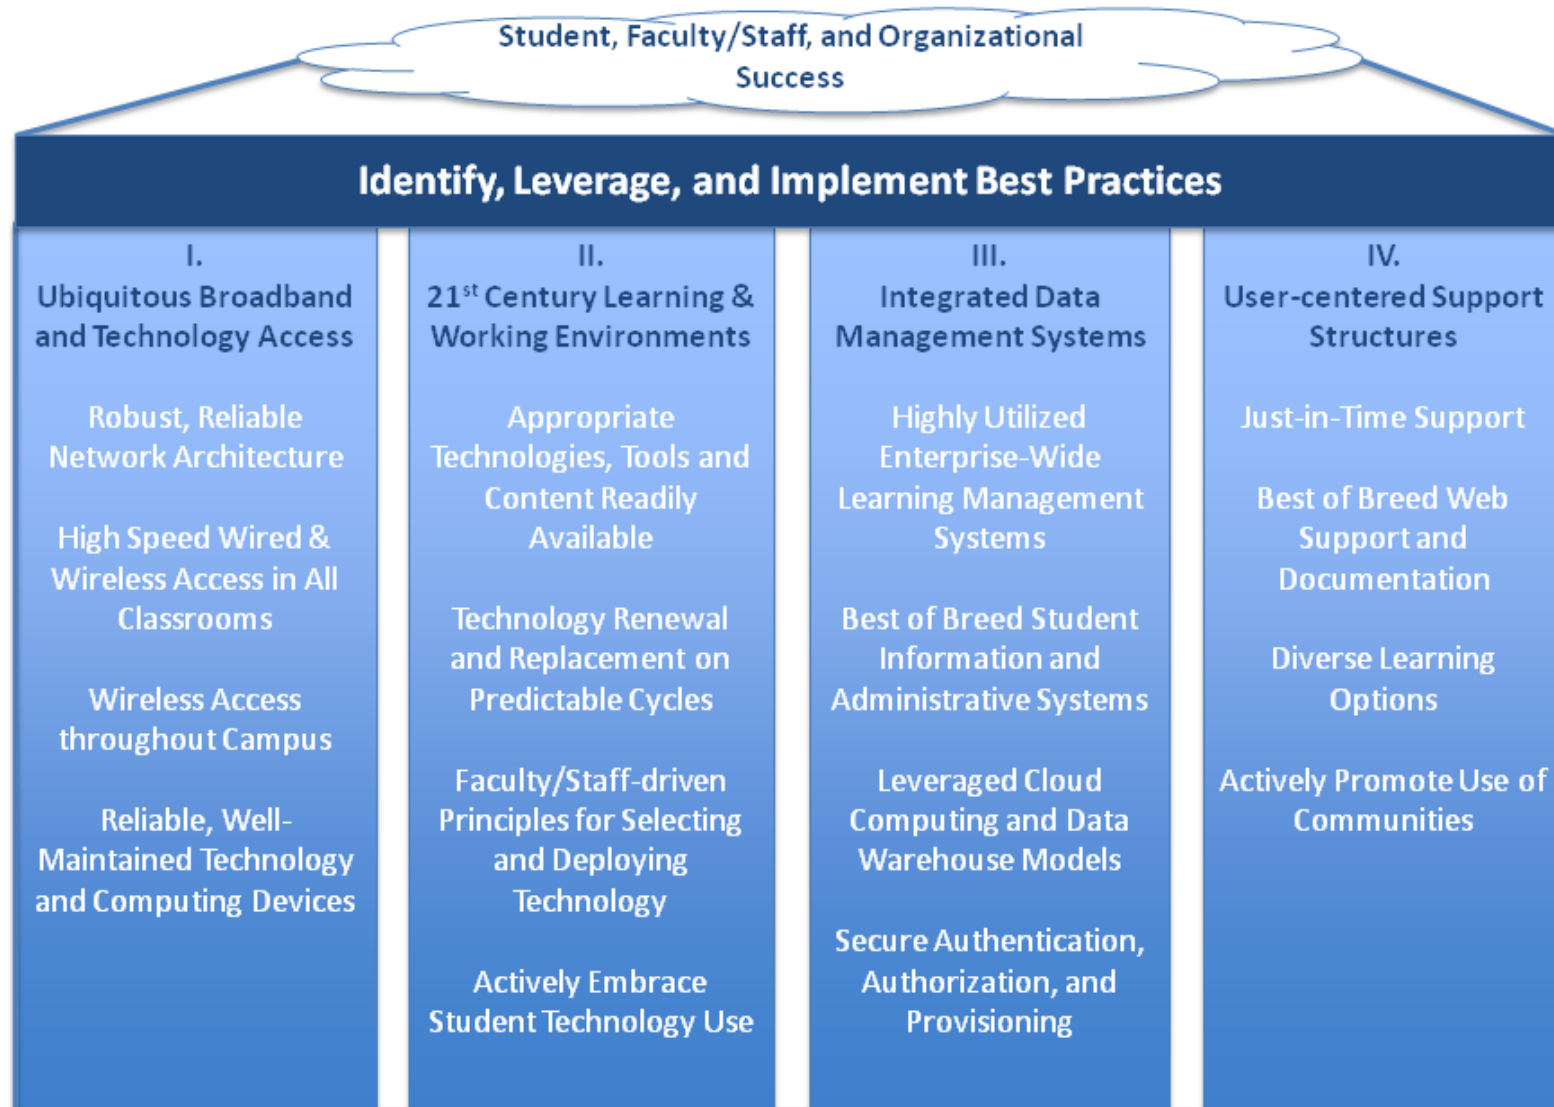 Student, Faculty/Staff, and Organizational
Success
Identify, Leverage, and Implement Best Practices
I.
Ubiquitous Broadband
and Technology Access
Robust, Reliable
Network Architecture
High Speed Wired &
Wireless Access in All
Classrooms
Wireless Access
throughout Campus
Reliable, Well-
Maintained Technology
and Computing Devices
II.
21st Century Learning &
Working Environments
Appropriate
Technologies, Tools and
Content Readily
Available
Technology Renewal
and Replacement on
Predictable Cycles
Faculty/Staff-driven
Principles for Selecting
and Deploying
Technology
Actively Embrace
Student Technology Use
III.
Integrated Data
Management Systems
Highly Utilized
Enterprise-Wide
Learning Management
Systems
Best of Breed Student
Information and
Administrative Systems
Leveraged Cloud
Computing and Data
Warehouse Models
Secure Authentication,
Authorization, and
Provisioning
IV.
User-centered Support
Structures
Just-in-Time Support
Best of Breed Web
Support and
Documentation
Diverse Learning
Options
Actively Promote Use of
Communities